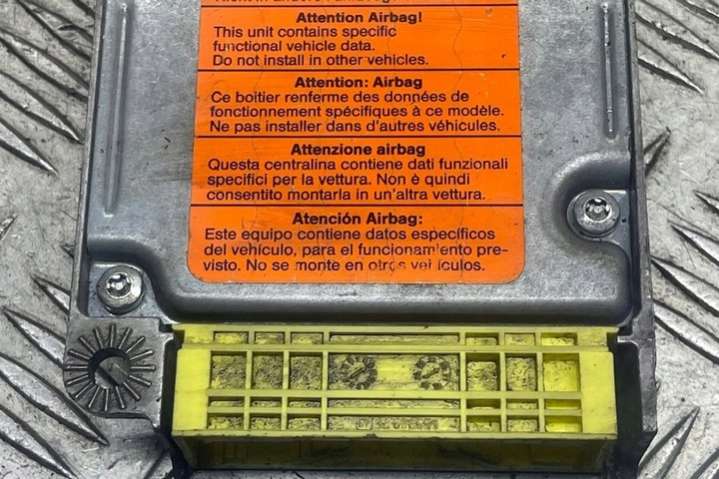 Attention Airbag!
This unit contains specific
functional vehicle data.
Do not install in other vehicles.
Attention: Airbag
Ce boîtier renferme des données de
fonctionnement spécifiques à ce modèle.
Ne pas installer dans d'autres véhicules.
Attenzione airbag
Questa centralina contiene dati funzionali
specifici per la vettura. Non è quindi
consentito montarla in un'altra vettura.
Atención Airbag:
Este equipo contiene datos específicos
del vehículo, para el funcionamiento pre-
visto. No se monte en otros vehículos.